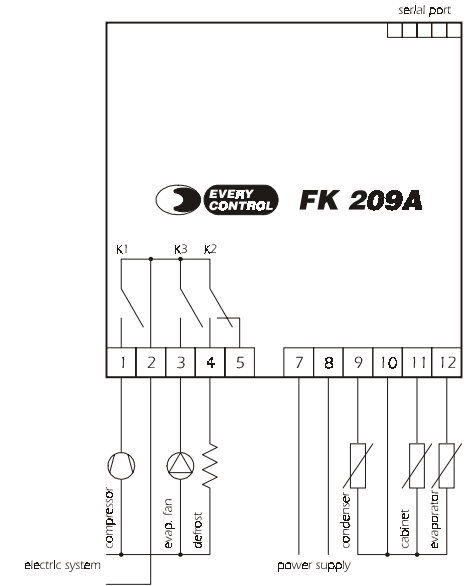 serial port
EVERY
CONTROL
FK 209A
K1 K3 K2
1 2 3 4 5 7 8 9 10 11 12
compressor
evap. fan
defrost
condenser
cabinet
evaporator
electric system
power supply